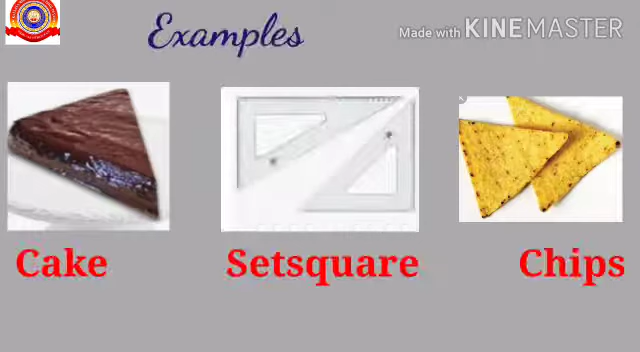 Examples
Made with KINEMASTER
Cake
Setsquare
Chips